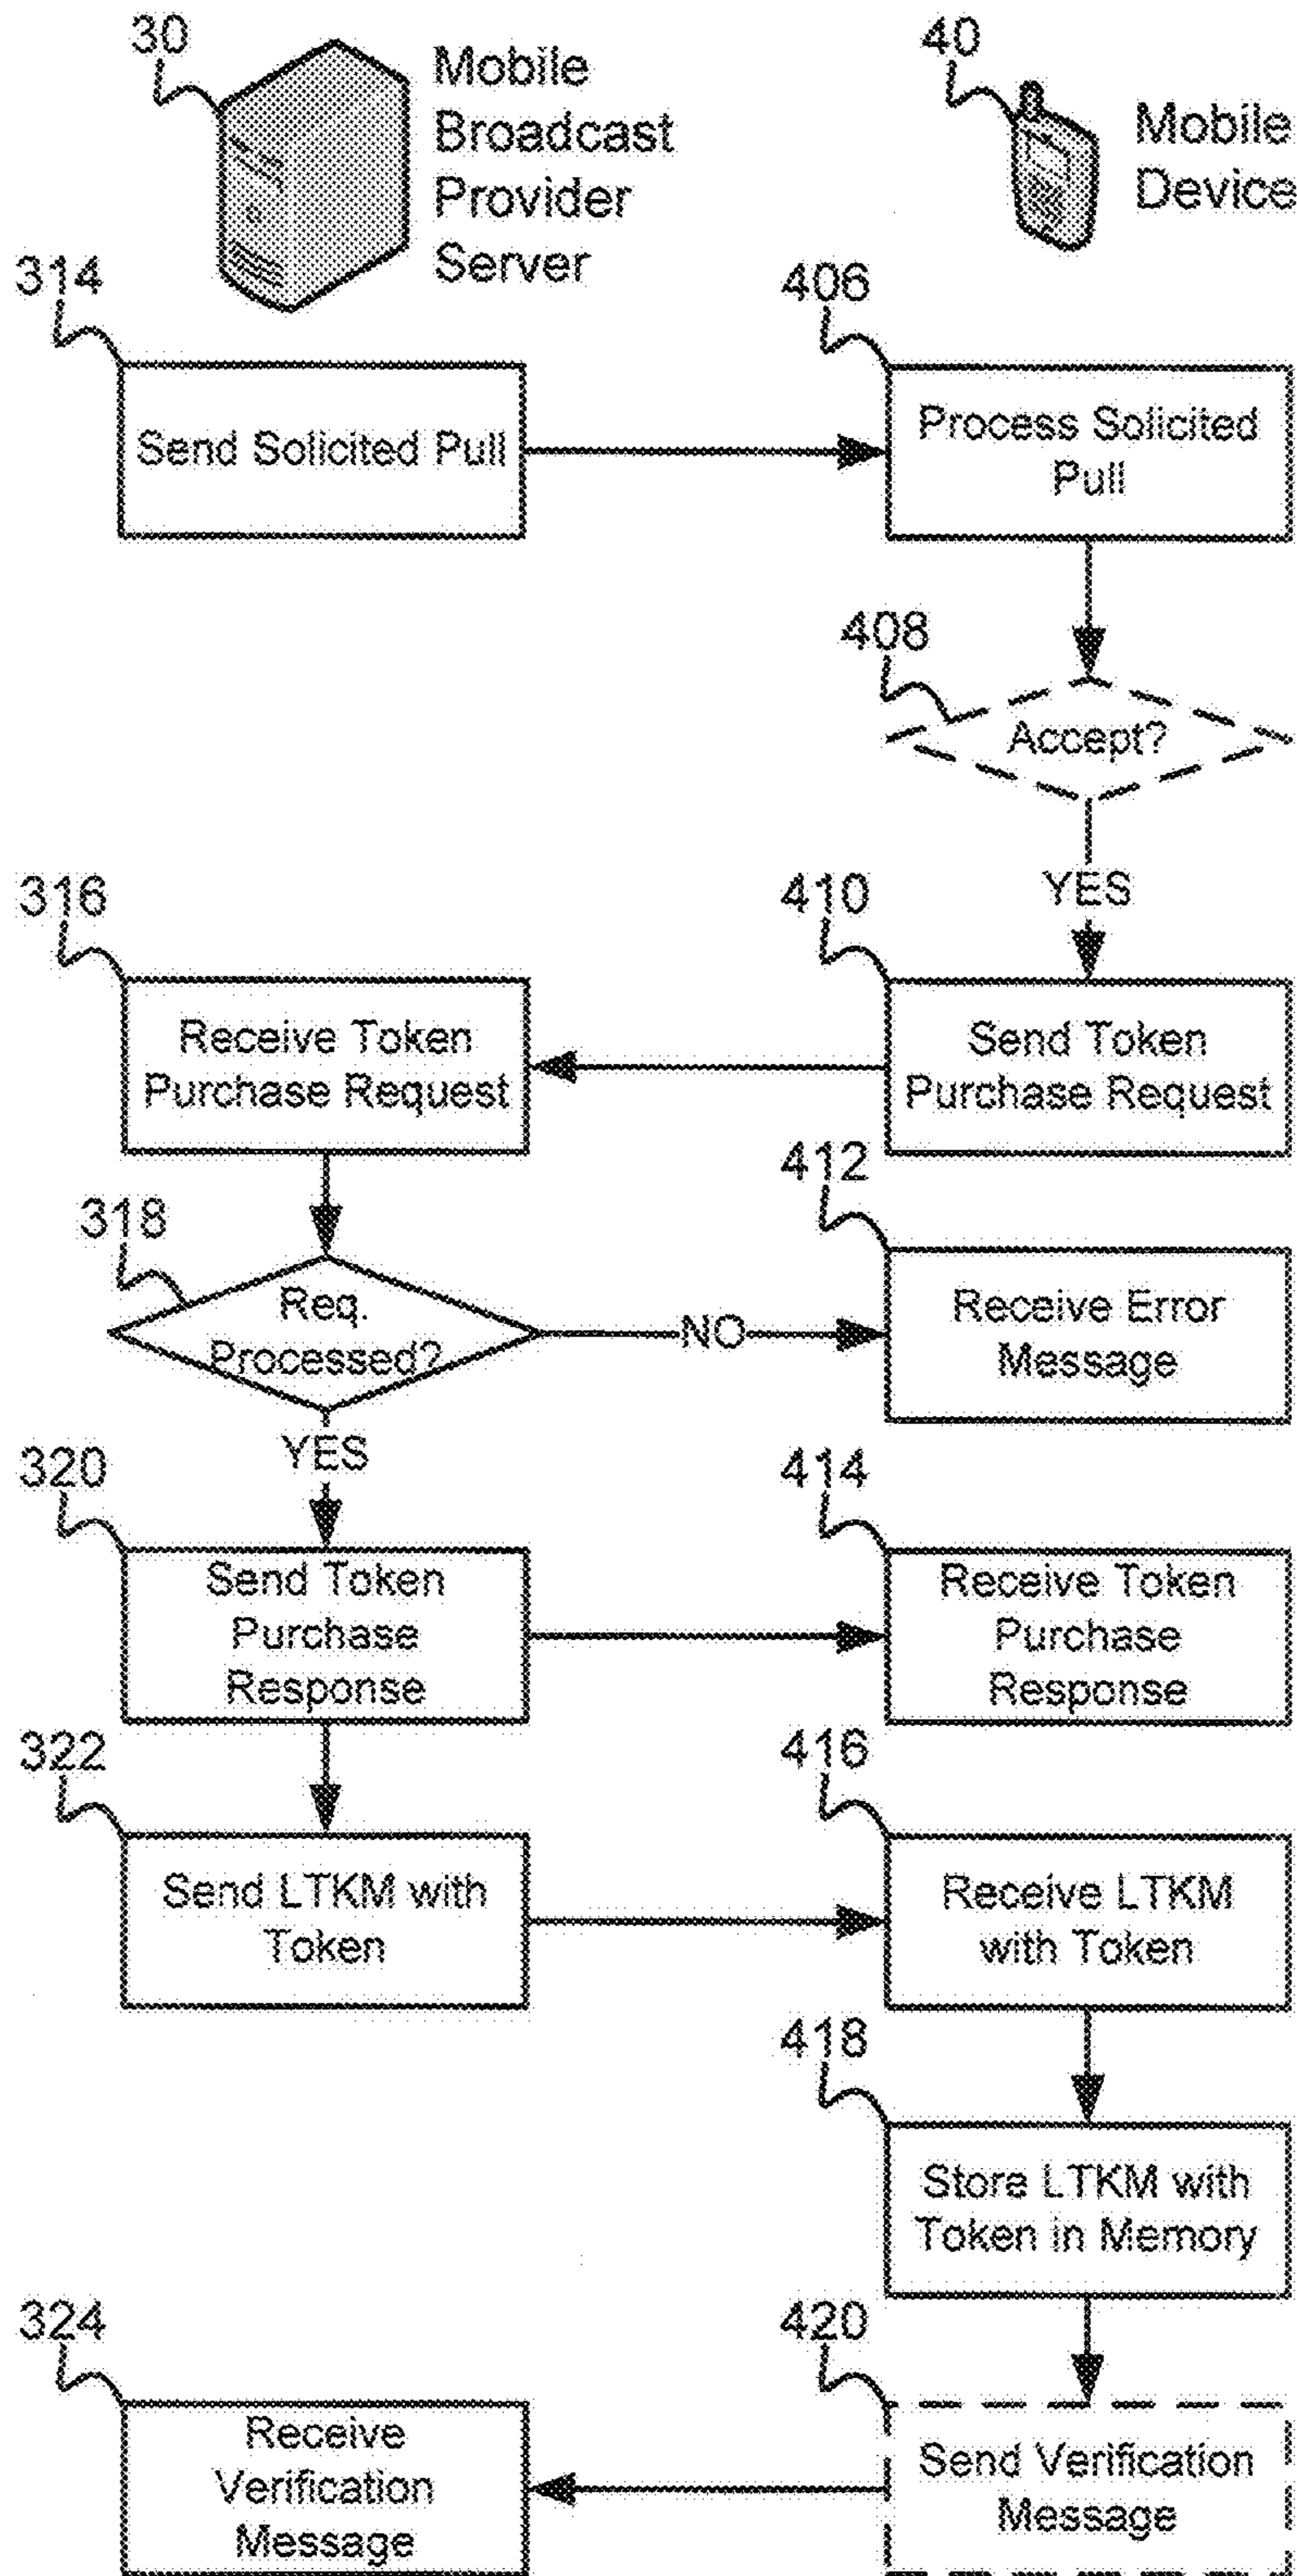 30
Mobile
Broadcast
Provider
Server
40
Mobile
Device
314
Send Solicited Pull
406
Process Solicited
Pull
408
Accept?
YES
316
Receive Token
Purchase Request
410
Send Token
Purchase Request
318
Req.
Processed?
NO
412
Receive Error
Message
YES
320
Send Token
Purchase
Response
414
Receive Token
Purchase
Response
322
Send LTKM with
Token
416
Receive LTKM
with Token
418
Store LTKM with
Token in Memory
324
Receive
Verification
Message
420
Send Verification
Message